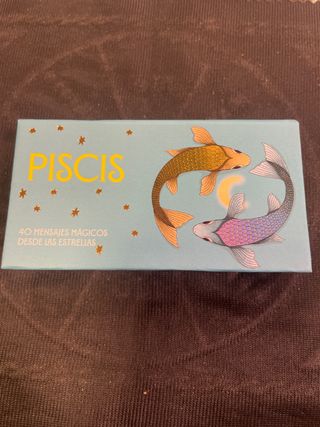 PISCIS
40 MENSAJES MÁGICOS
DESDE LAS ESTRELLAS